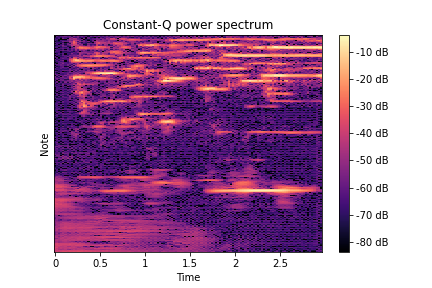 Constant-Q power spectrum
Note
-10 dB
-20 dB
-30 dB
-40 dB
-50 dB
-60 dB
-70 dB
-80 dB
0
0.5
1
1.5
2
2.5
Time